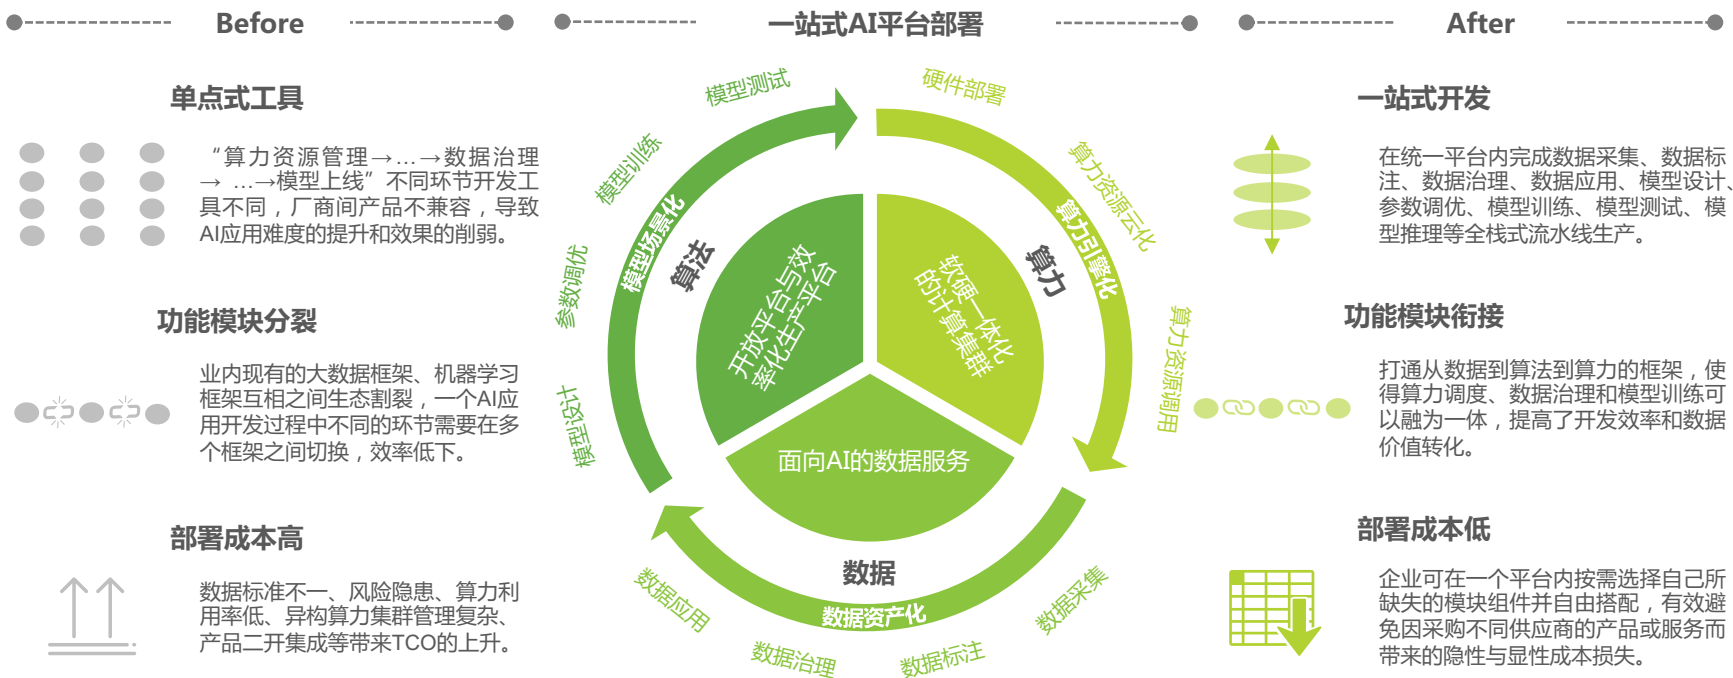 Before
单点式工具
“算力资源管理→…→数据治理
→ …→模型上线”不同环节开发工
具不同，厂商间产品不兼容，导致
AI应用难度的提升和效果的削弱。
功能模块分裂
业内现有的大数据框架、机器学习
框架互相之间生态割裂，一个AI应
用开发过程中不同的环节需要在多
个框架之间切换，效率低下。
部署成本高
数据标准不一、风险隐患、算力利
用率低、异构算力集群管理复杂、
产品二开集成等带来TCO的上升。
一站式AI平台部署
模型测试
模型训练
参数调优
模型设计
模型场景化
算法
开放平台与效
率化生产平台
硬件部署
算力资源云化
算力资源调用
算力引擎化
算力
软硬一体化
的计算集群
面向AI的数据服务
数据
数据资产化
数据应用
数据治理
数据标注
数据采集
After
一站式开发
在统一平台内完成数据采集、数据标
注、数据治理、数据应用、模型设计、
参数调优、模型训练、模型测试、模
型推理等全栈式流水线生产。
功能模块衔接
打通从数据到算法到算力的框架，使
得算力调度、数据治理和模型训练可
以融为一体，提高了开发效率和数据
价值转化。
部署成本低
企业可在一个平台内按需选择自己所
缺失的模块组件并自由搭配，有效避
免因采购不同供应商的产品或服务而
带来的隐性与显性成本损失。